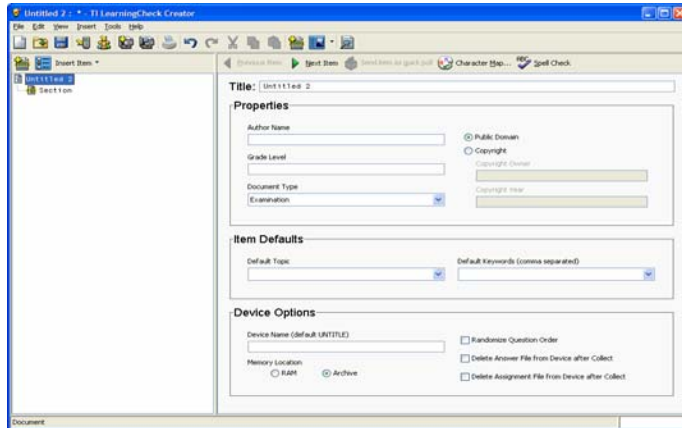 Untitled 2 : * - TI LearningCheck Creator
File Edit View Insert Tools Help
Insert Item
Previous Item Next Item Send Item as quick poll Character Map... Spell Check
Untitled 2
Section
Title: Untitled 2
Properties
Author Name
Public Domain
Copyright
Grade Level
Copyright Owner
Document Type
Copyright Year
Examination
Item Defaults
Default Topic Default Keywords (comma separated)
Device Options
Device Name (default UNTITLE)
Randomize Question Order
Delete Answer File from Device after Collect
Memory Location
RAM Archive
Delete Assignment File from Device after Collect
Document